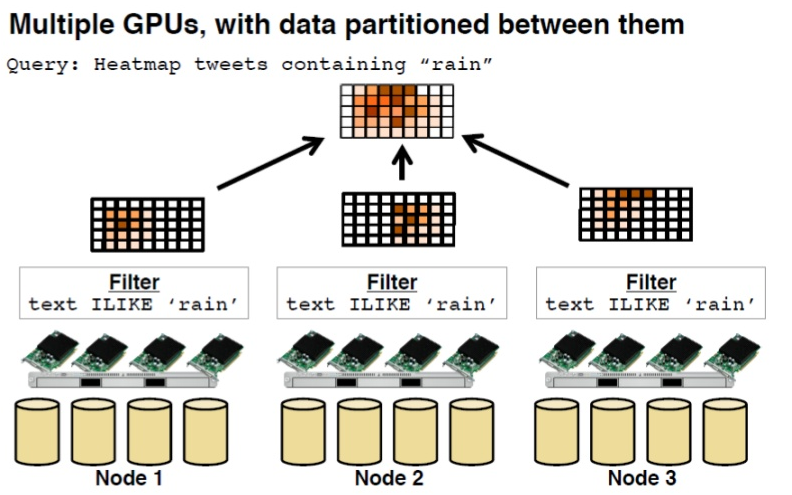 Multiple GPUs, with data partitioned between them
Query: Heatmap tweets containing “rain”
Filter
text ILIKE ‘rain’
Filter
text ILIKE ‘rain’
Filter
text ILIKE ‘rain’
Node 1
Node 2
Node 3